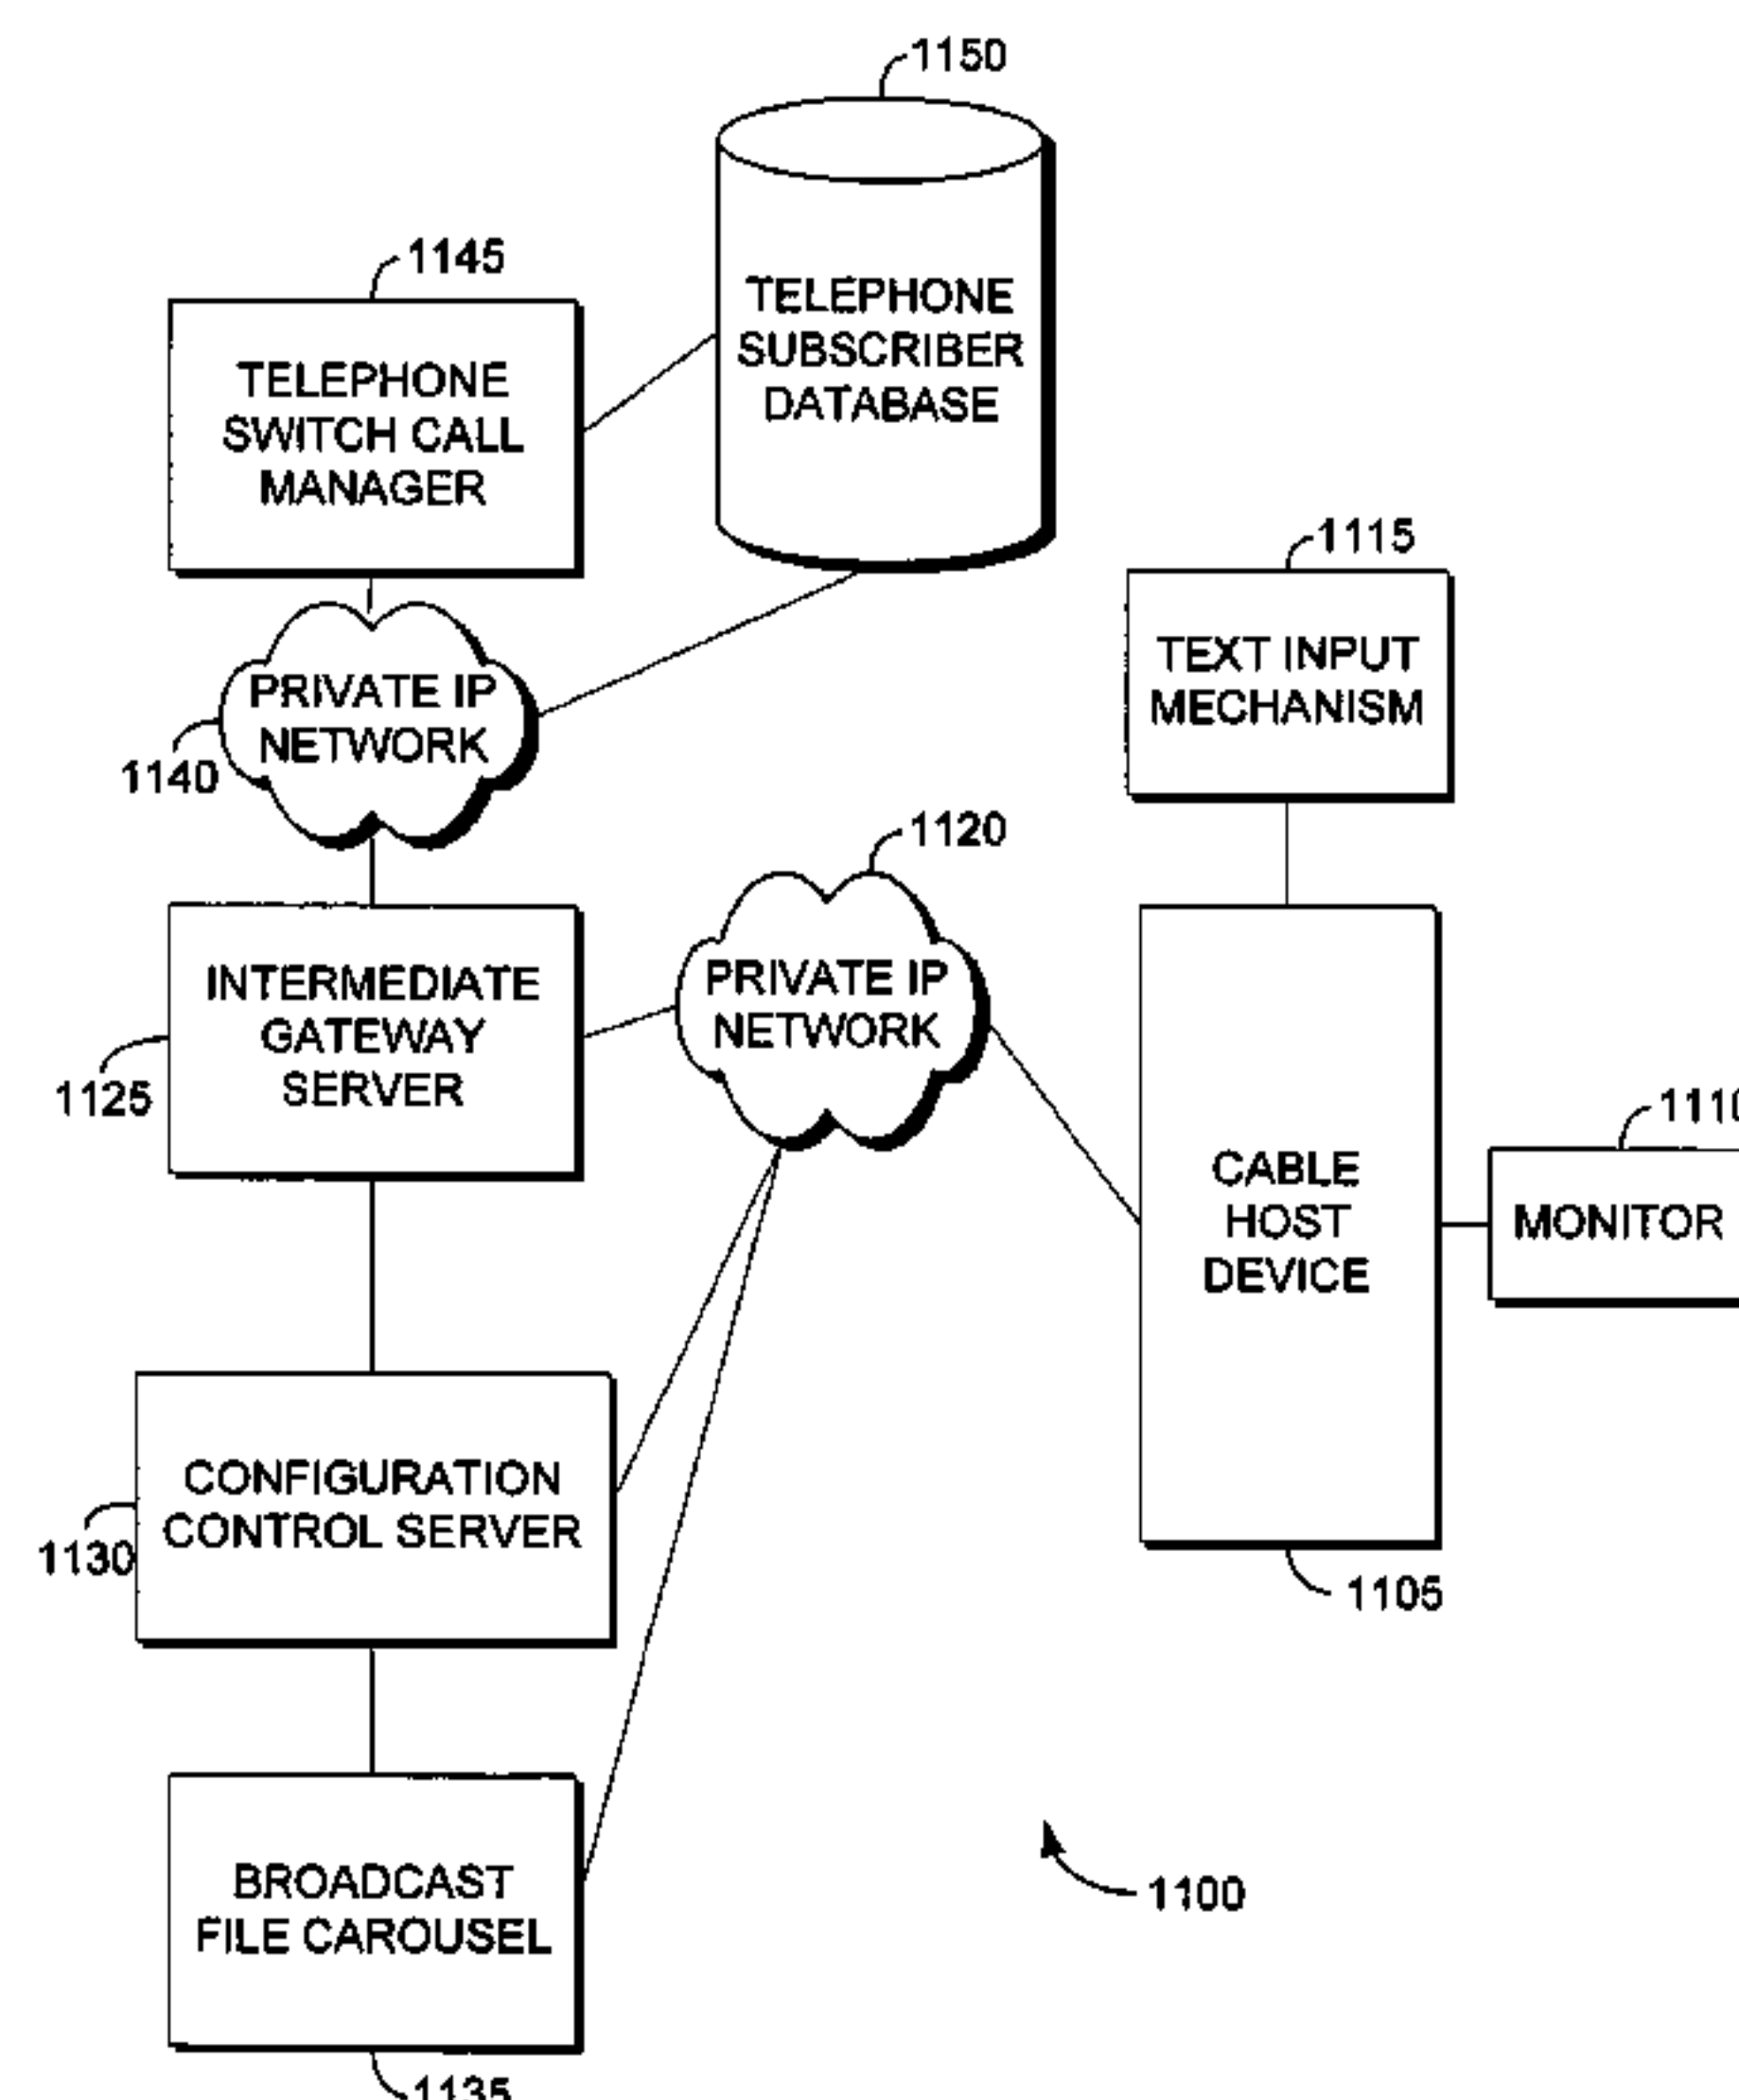 1150
1145
TELEPHONE
SUBSCRIBER
DATABASE
TELEPHONE
SWITCH CALL
MANAGER
1115
TEXT INPUT
MECHANISM
PRIVATE IP
NETWORK
1140
1120
PRIVATE IP
NETWORK
INTERMEDIATE
GATEWAY
SERVER
1125
1110
CABLE
HOST
DEVICE
MONITOR
CONFIGURATION
CONTROL SERVER
1130
1105
BROADCAST
FILE CAROUSEL
1100
1135